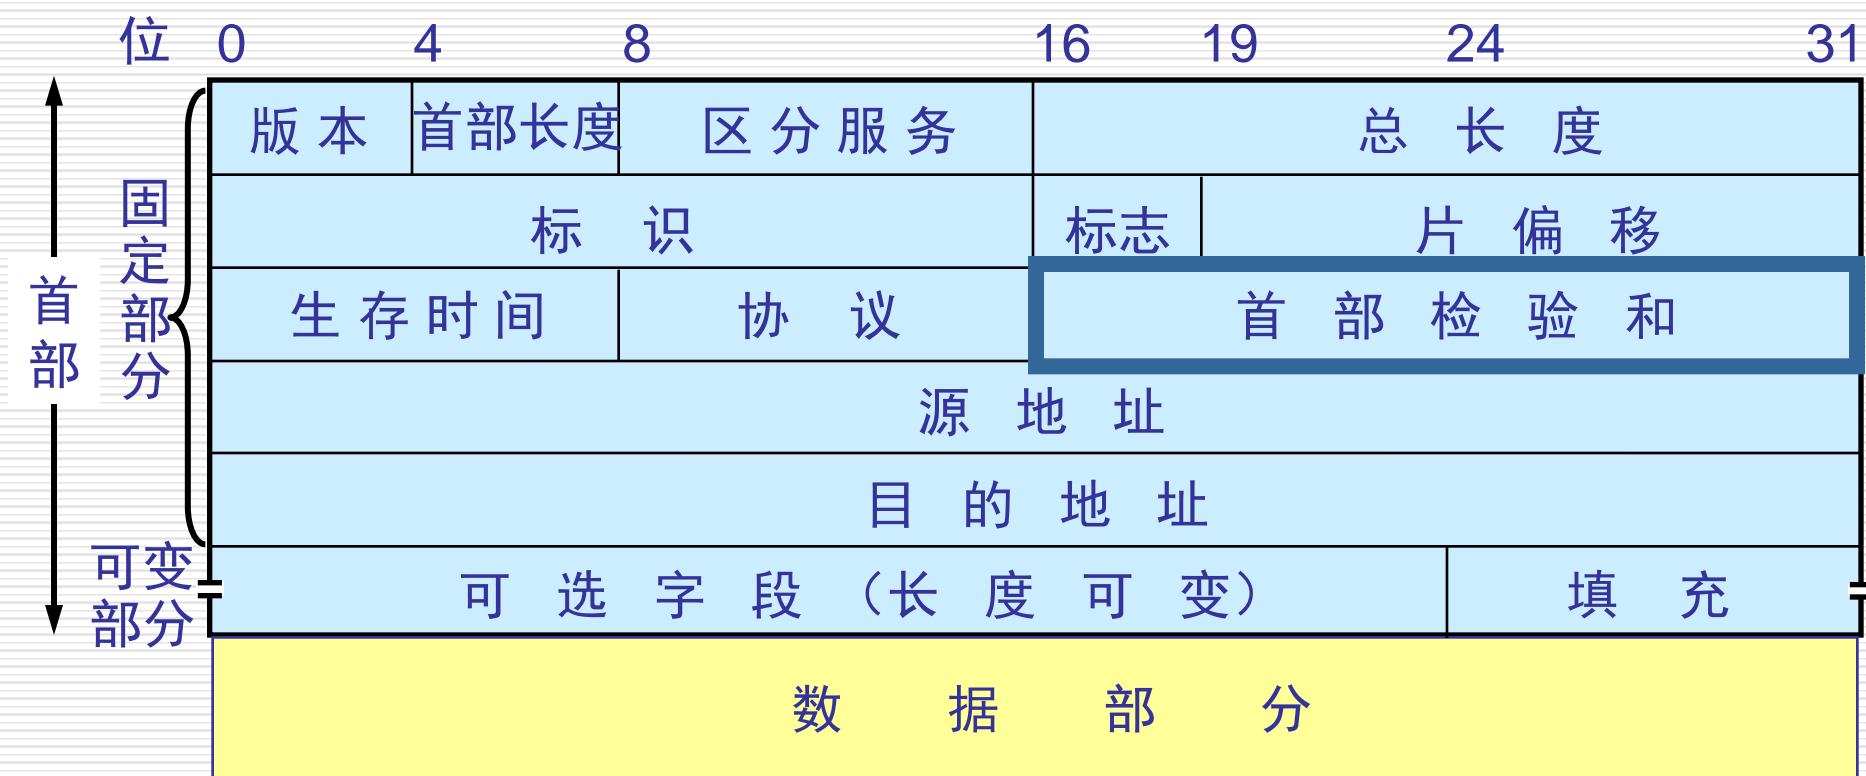 位 0 4 8 16 19 24 31
版 本 首部长度 区 分 服 务 总 长 度
标 识 标志 片 偏 移
生 存 时 间 协 议 首 部 检 验 和
源 地 址
目 的 地 址
可 选 字 段 （长 度 可 变） 填 充
数 据 部 分
首部
固定部分
可变
部分